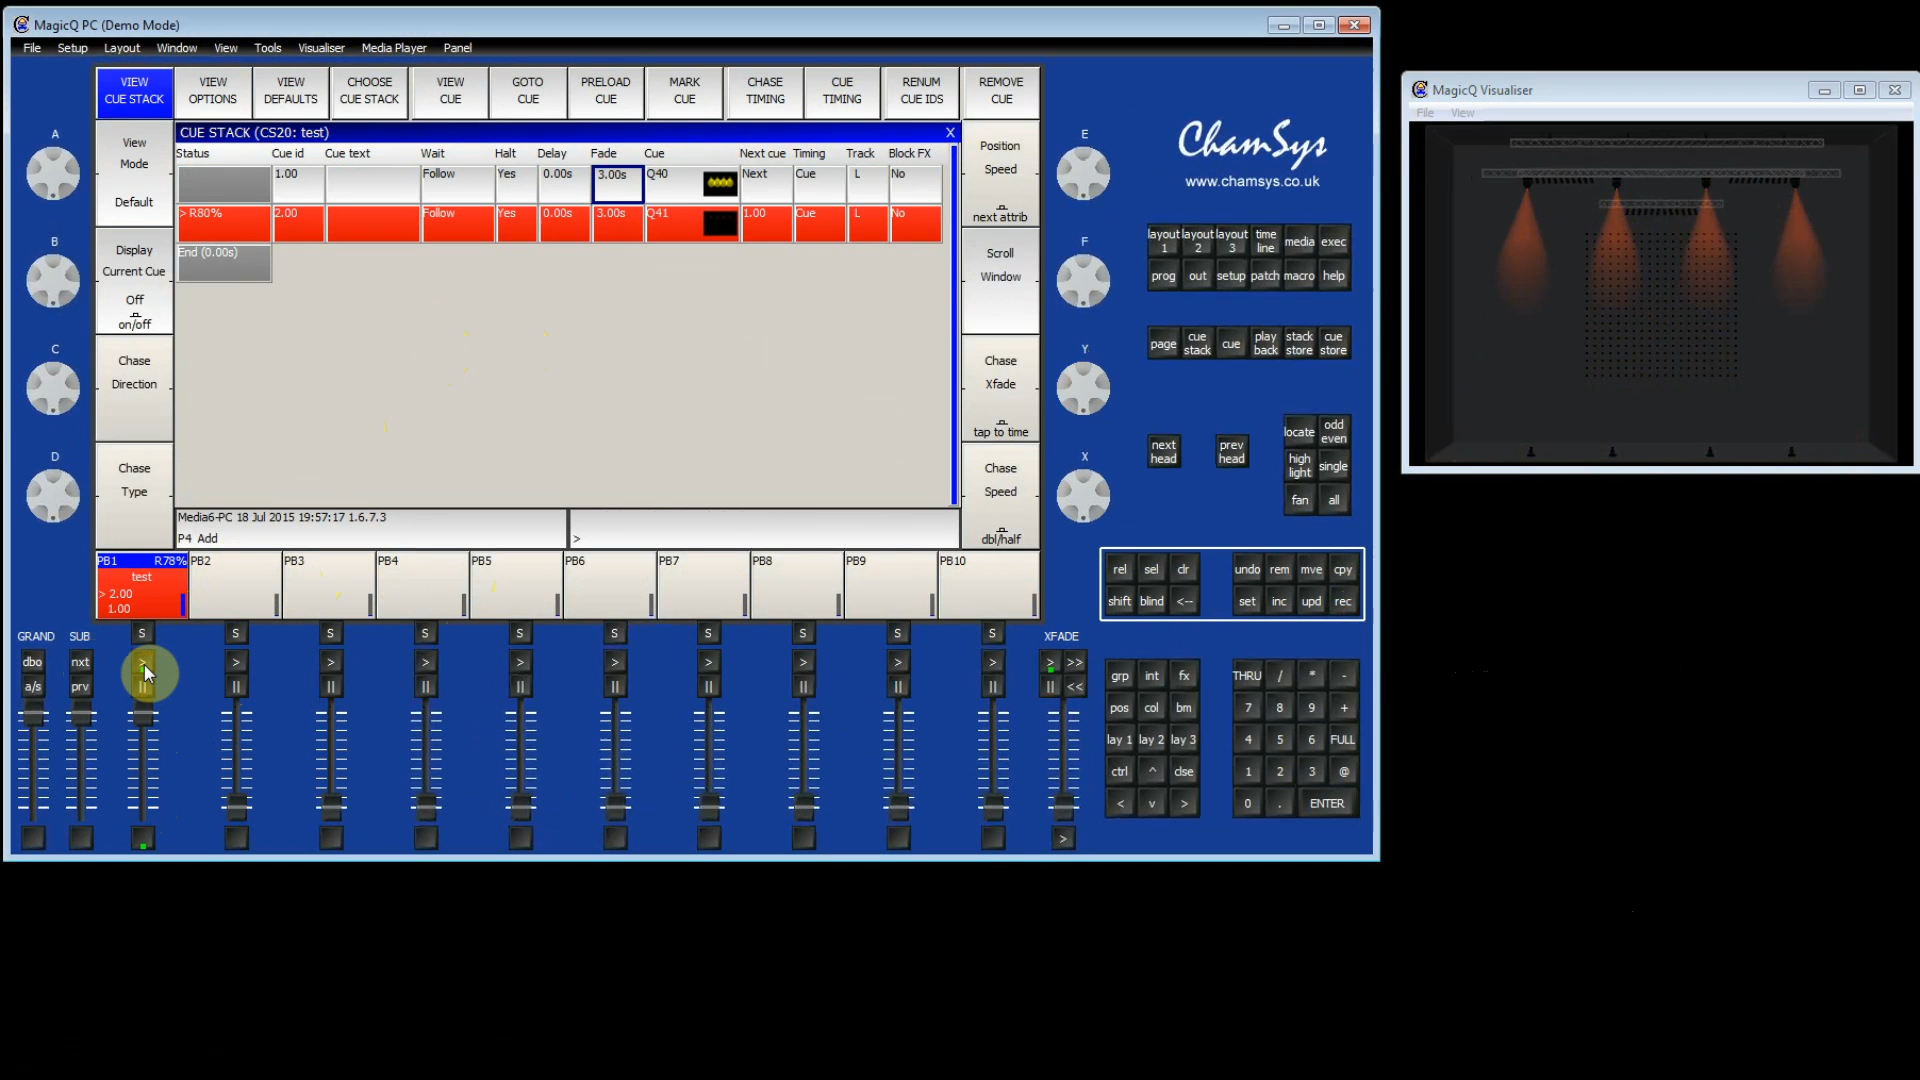 MagicQ PC (Demo Mode)
File Setup Layout Window View Tools Visualiser Media Player Panel
VIEW CUE STACK
VIEW OPTIONS
VIEW DEFAULTS
CHOOSE CUE STACK
VIEW CUE
GOTO CUE
PRELOAD CUE
MARK CUE
CHASE TIMING
CUE TIMING
RENUM CUE IDS
REMOVE CUE
CUE STACK (CS20: test) X
Status Cue id Cue text Wait Halt Delay Fade Cue Next cue Timing Track Block FX
1.00 Follow Yes 0.00s 3.00s Q40 Next Cue L No
> R80% 2.00 Follow Yes 0.00s 3.00s Q41 1.00 Cue L No
End (0.00s)
A
View
Mode
Default
B
Display
Current Cue
Off
on/off
C
Chase
Direction
D
Chase
Type
Position
Speed
next attrib
Scroll
Window
Chase
Xfade
tap to time
Chase
Speed
dbl/half
E
F
Y
X
Media6-PC 18 Jul 2015 19:57:17 1.6.7.3
P4 Add
>
PB1 R78%
test
> 2.00
1.00
PB2 PB3 PB4 PB5 PB6 PB7 PB8 PB9 PB10
GRAND SUB S S S S S S S S S S XFADE
dbo nxt > > > > > > > > > > > >>
a/s prv || || || || || || || || || || || <<
>
ChamSys
www.chamsys.co.uk
layout 1 layout 2 layout 3 time line media exec
prog out setup patch macro help
page cue stack cue play back stack store cue store
next head prev head
locate odd even
high light single
fan all
rel sel clr undo rem mve cpy
shift blind <-- set inc upd rec
grp int fx THRU / * -
pos col bm 7 8 9 +
lay 1 lay 2 lay 3 4 5 6 FULL
ctrl ^ clse 1 2 3 @
< v > 0 . ENTER
MagicQ Visualiser
File View